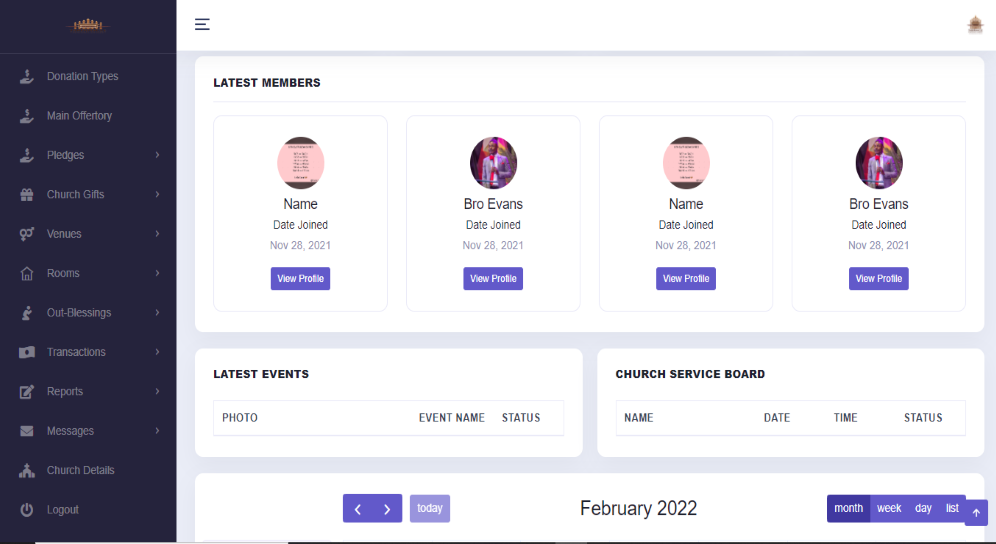 Donation Types
Main Offertory
Pledges
Church Gifts
Venues
Rooms
Out-Blessings
Transactions
Reports
Messages
Church Details
Logout
LATEST MEMBERS
Name
Date Joined
Nov 28, 2021
View Profile
Bro Evans
Date Joined
Nov 28, 2021
View Profile
Name
Date Joined
Nov 28, 2021
View Profile
Bro Evans
Date Joined
Nov 28, 2021
View Profile
LATEST EVENTS
PHOTO EVENT NAME STATUS
CHURCH SERVICE BOARD
NAME DATE TIME STATUS
today February 2022 month week day list